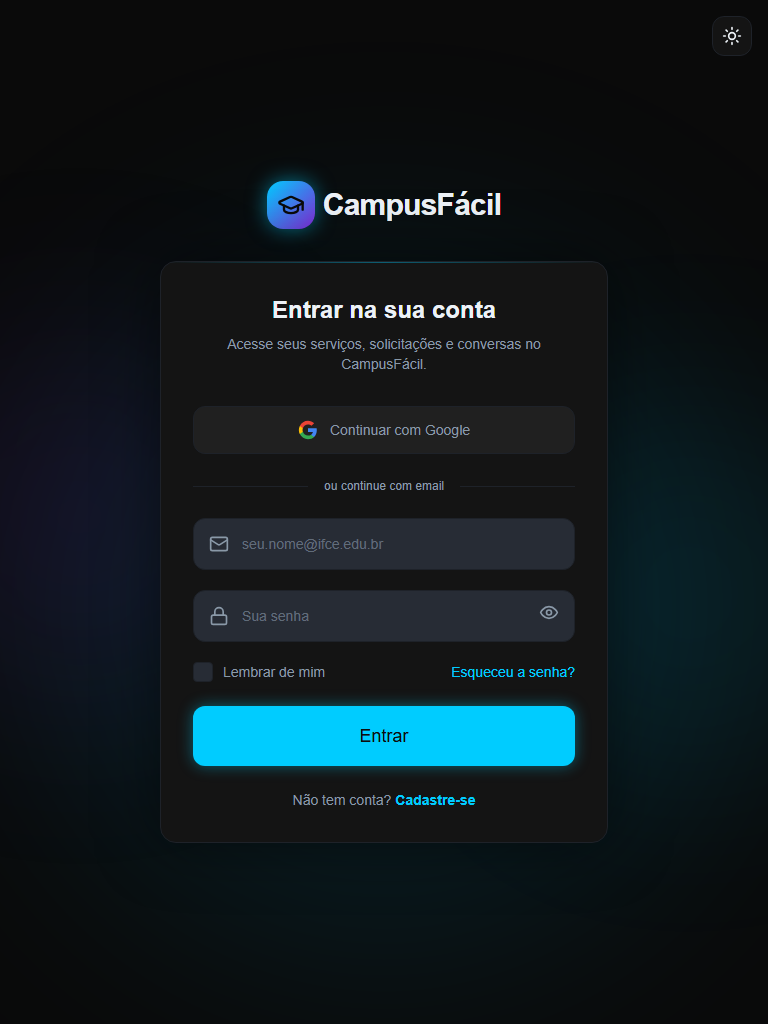 CampusFácil
Entrar na sua conta
Acesse seus serviços, solicitações e conversas no
CampusFácil.
Continuar com Google
ou continue com email
seu.nome@ifce.edu.br
Sua senha
Lembrar de mim
Esqueceu a senha?
Entrar
Não tem conta? Cadastre-se